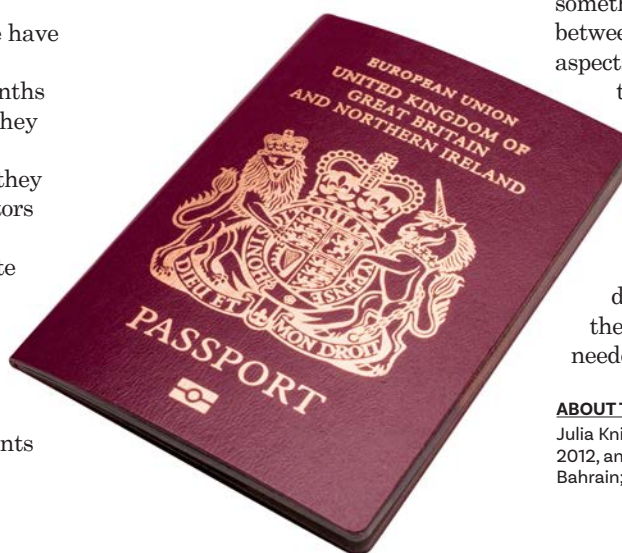 e have
nths
hey
they
tors
te
nts
EUROPEAN UNION
UNITED KINGDOM OF
GREAT BRITAIN
AND NORTHERN IRELAND
DIEU ET MON DROIT
PASSPORT
someth
betwee
aspect
t
d
the
neede
ABOUT T
Julia Kni
2012, an
Bahrain;